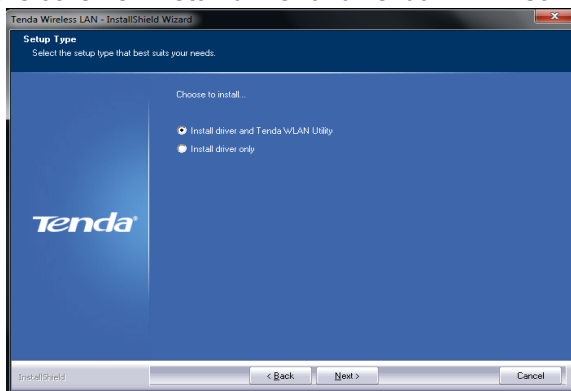 Tenda Wireless LAN - InstallShield Wizard
Setup Type
Select the setup type that best suits your needs.
Choose to install...
Install driver and Tenda WLAN Utility
Install driver only
Tenda
InstallShield
< Back
Next >
Cancel